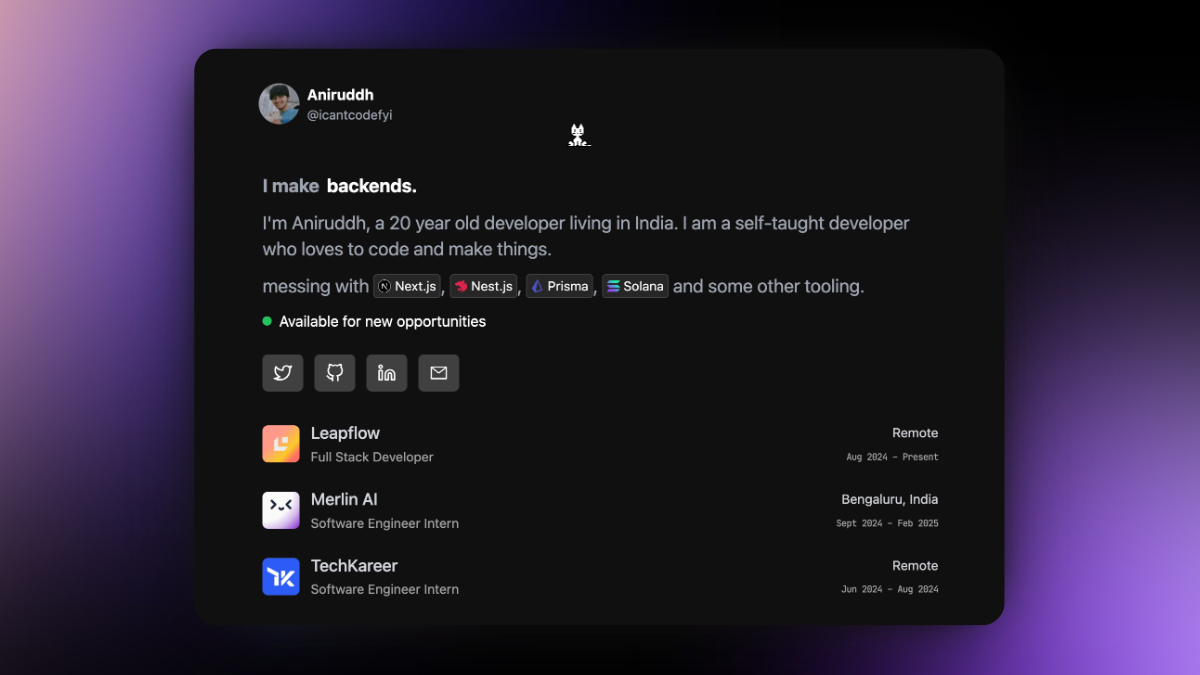 Aniruddh
@icantcodefyi
I make backends.
I'm Aniruddh, a 20 year old developer living in India. I am a self-taught developer
who loves to code and make things.
messing with Next.js, Nest.js, Prisma, Solana and some other tooling.
Available for new opportunities
Leapflow
Remote
Full Stack Developer
Aug 2024 – Present
Merlin AI
Bengaluru, India
Software Engineer Intern
Sept 2024 – Feb 2025
TechKareer
Remote
Software Engineer Intern
Jun 2024 – Aug 2024